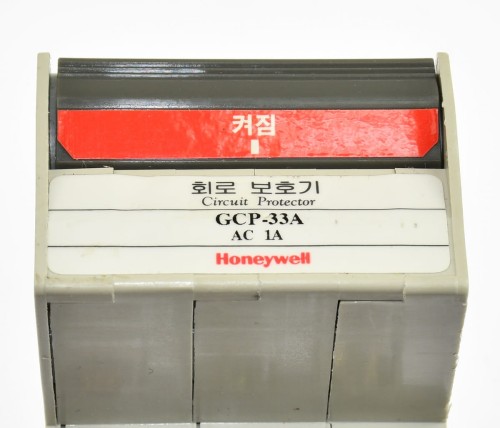 켜짐
회로 보호기
Circuit Protector
GCP-33A
AC 1A
Honeywell